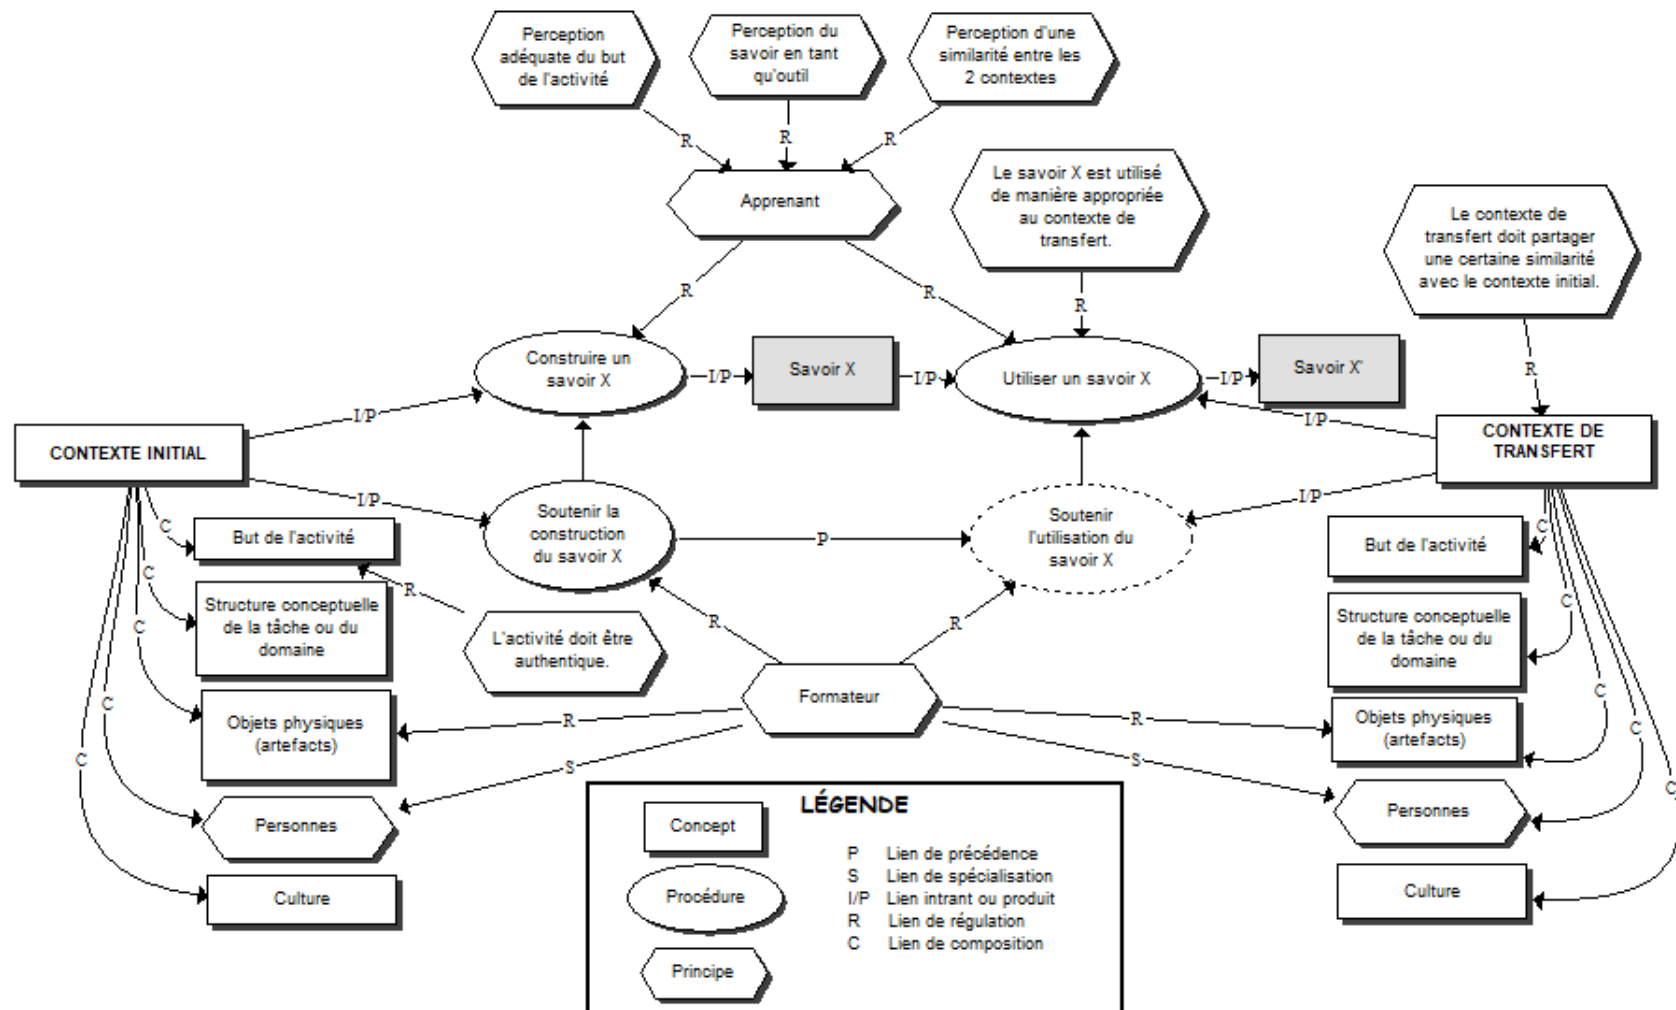 Perception
adéquate du but
de l'activité
Perception du
savoir en tant
qu'outil
Perception d'une
similarité entre les
2 contextes
R
R
R
Apprenant
Le savoir X est utilisé
de manière appropriée
au contexte de
transfert.
Le contexte de
transfert doit partager
une certaine similarité
avec le contexte initial.
R
R
R
R
Construire un
savoir X
I/P
Savoir X
I/P
Utiliser un savoir X
I/P
Savoir X'
I/P
I/P
CONTEXTE INITIAL
CONTEXTE DE
TRANSFERT
I/P
I/P
Soutenir la
construction
du savoir X
P
Soutenir
l'utilisation du
savoir X
C
But de l'activité
C
But de l'activité
R
C
Structure conceptuelle
de la tâche ou du
domaine
L'activité doit être
authentique.
R
R
C
Structure conceptuelle
de la tâche ou du
domaine
C
Formateur
C
Objets physiques
(artefacts)
R
R
Objets physiques
(artefacts)
C
C
S
S
C
C
Personnes
Personnes
C
Culture
Culture
LÉGENDE
Concept
Procédure
Principe
P Lien de précédence
S Lien de spécialisation
I/P Lien intrant ou produit
R Lien de régulation
C Lien de composition